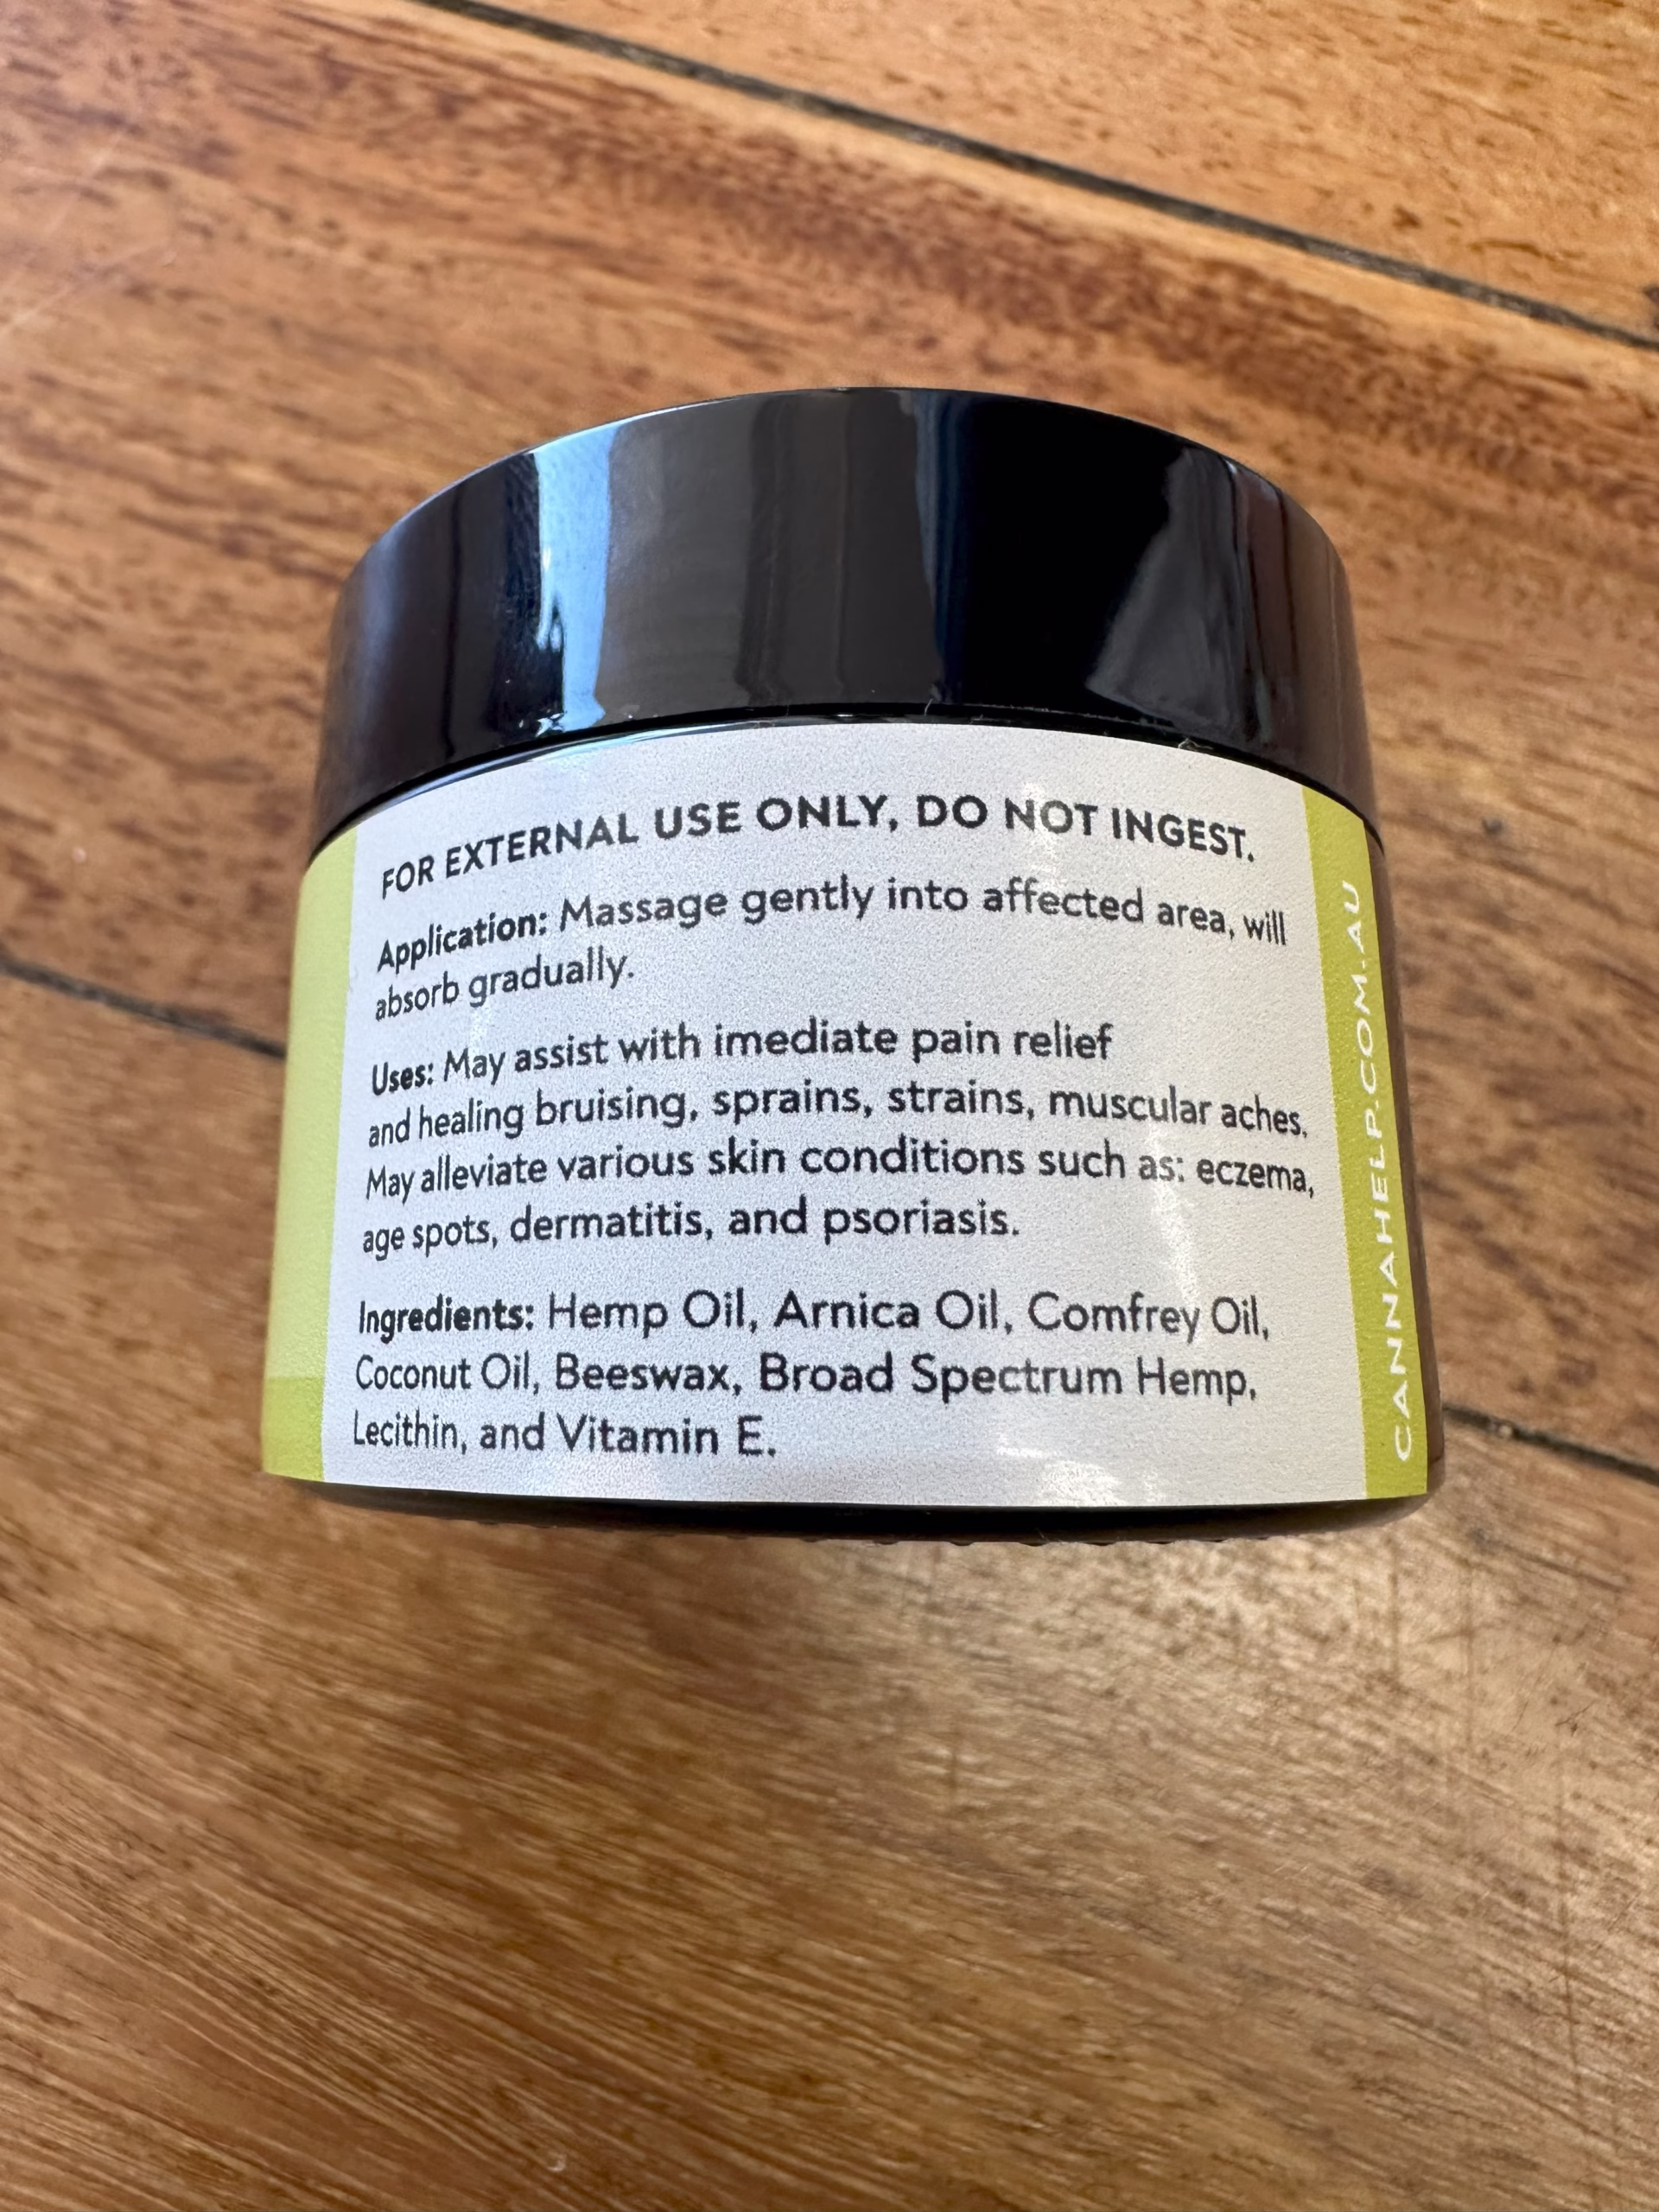 FOR EXTERNAL USE ONLY, DO NOT INGEST.
Application: Massage gently into affected area, will
absorb gradually.
Uses: May assist with imediate pain relief
and healing bruising, sprains, strains, muscular aches.
May alleviate various skin conditions such as: eczema,
age spots, dermatitis, and psoriasis.
Ingredients: Hemp Oil, Arnica Oil, Comfrey Oil,
Coconut Oil, Beeswax, Broad Spectrum Hemp,
Lecithin, and Vitamin E.
CANNAHELP.COM.AU